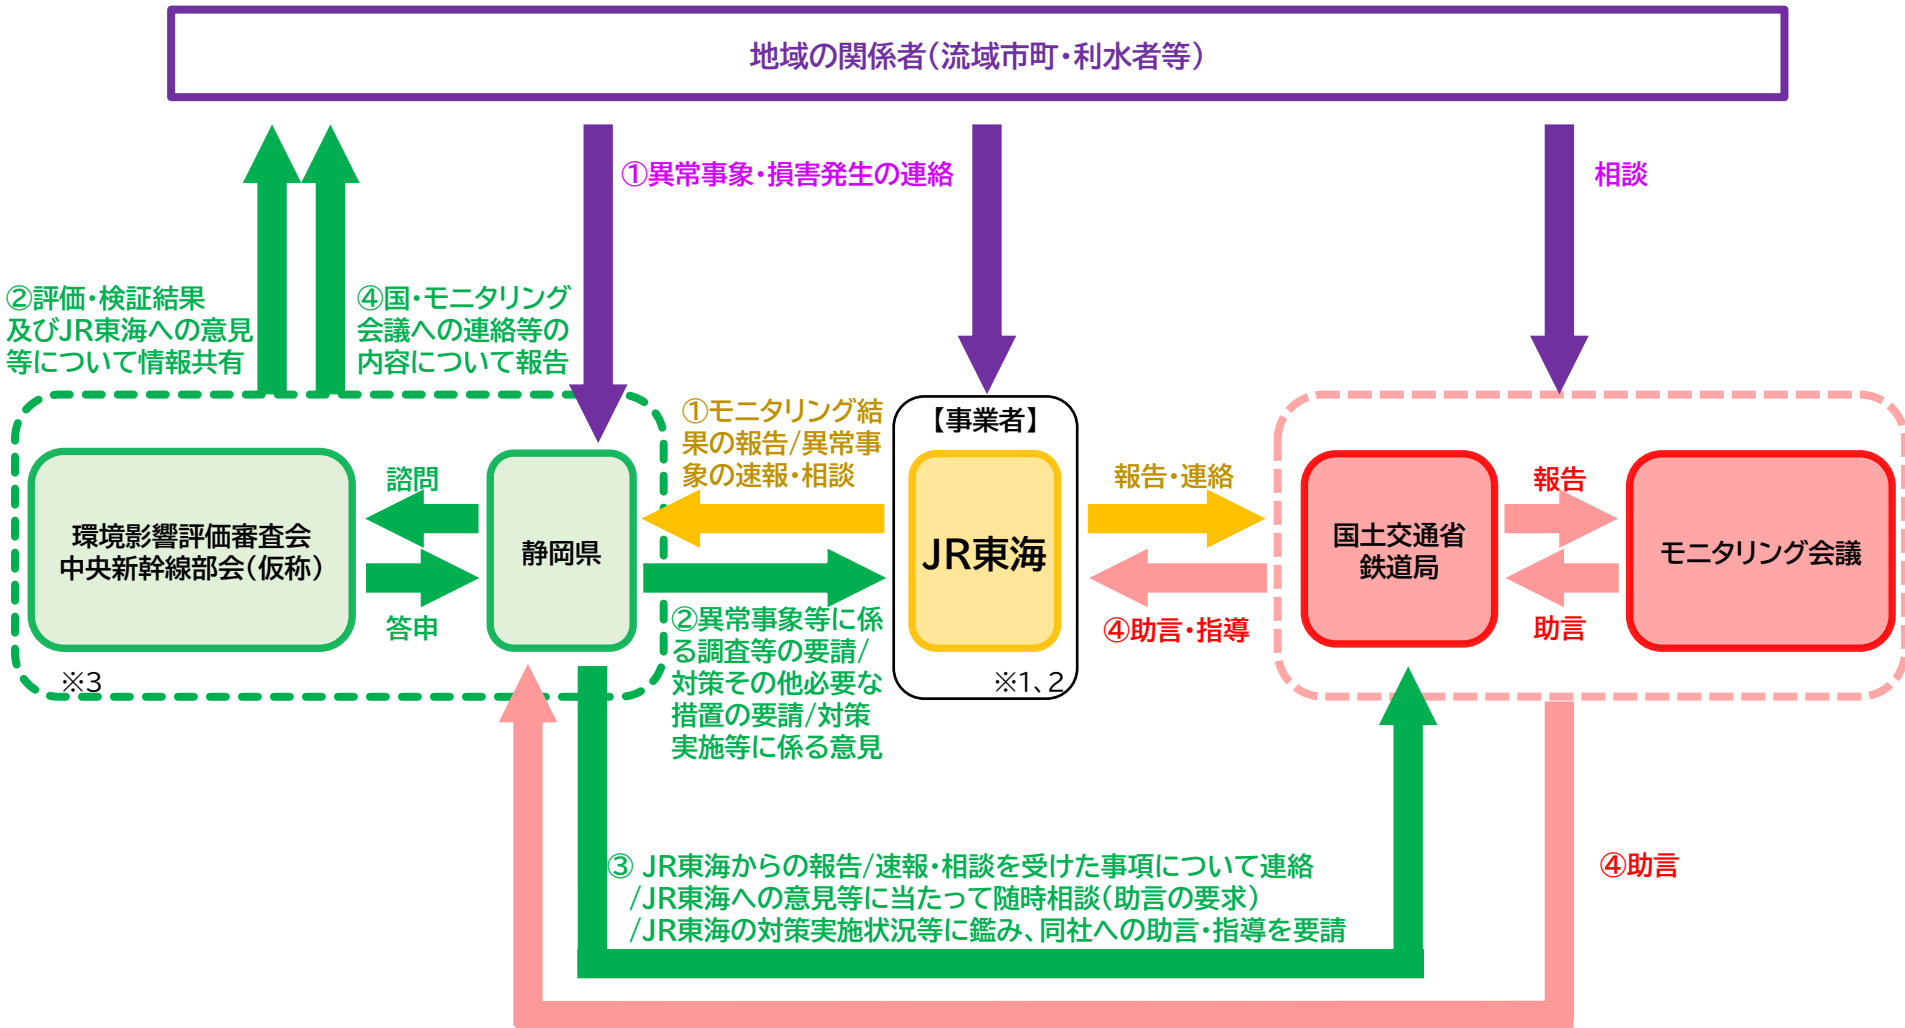 地域の関係者（流域市町・利水者等）
①異常事象・損害発生の連絡
相談
②評価・検証結果
及びJR東海への意見
等について情報共有
④国・モニタリング
会議への連絡等の
内容について報告
①モニタリング結
果の報告/異常事
象の速報・相談
【事業者】
報告・連絡
諮問
報告
環境影響評価審査会
中央新幹線部会（仮称）
静岡県
JR東海
国土交通省
鉄道局
モニタリング会議
答申
②異常事象等に係
る調査等の要請/
対策その他必要な
措置の要請/対策
実施等に係る意見
④助言・指導
助言
※3
※1、2
③ JR東海からの報告/速報・相談を受けた事項について連絡
/JR東海への意見等に当たって随時相談（助言の要求）
/JR東海の対策実施状況等に鑑み、同社への助言・指導を要請
④助言